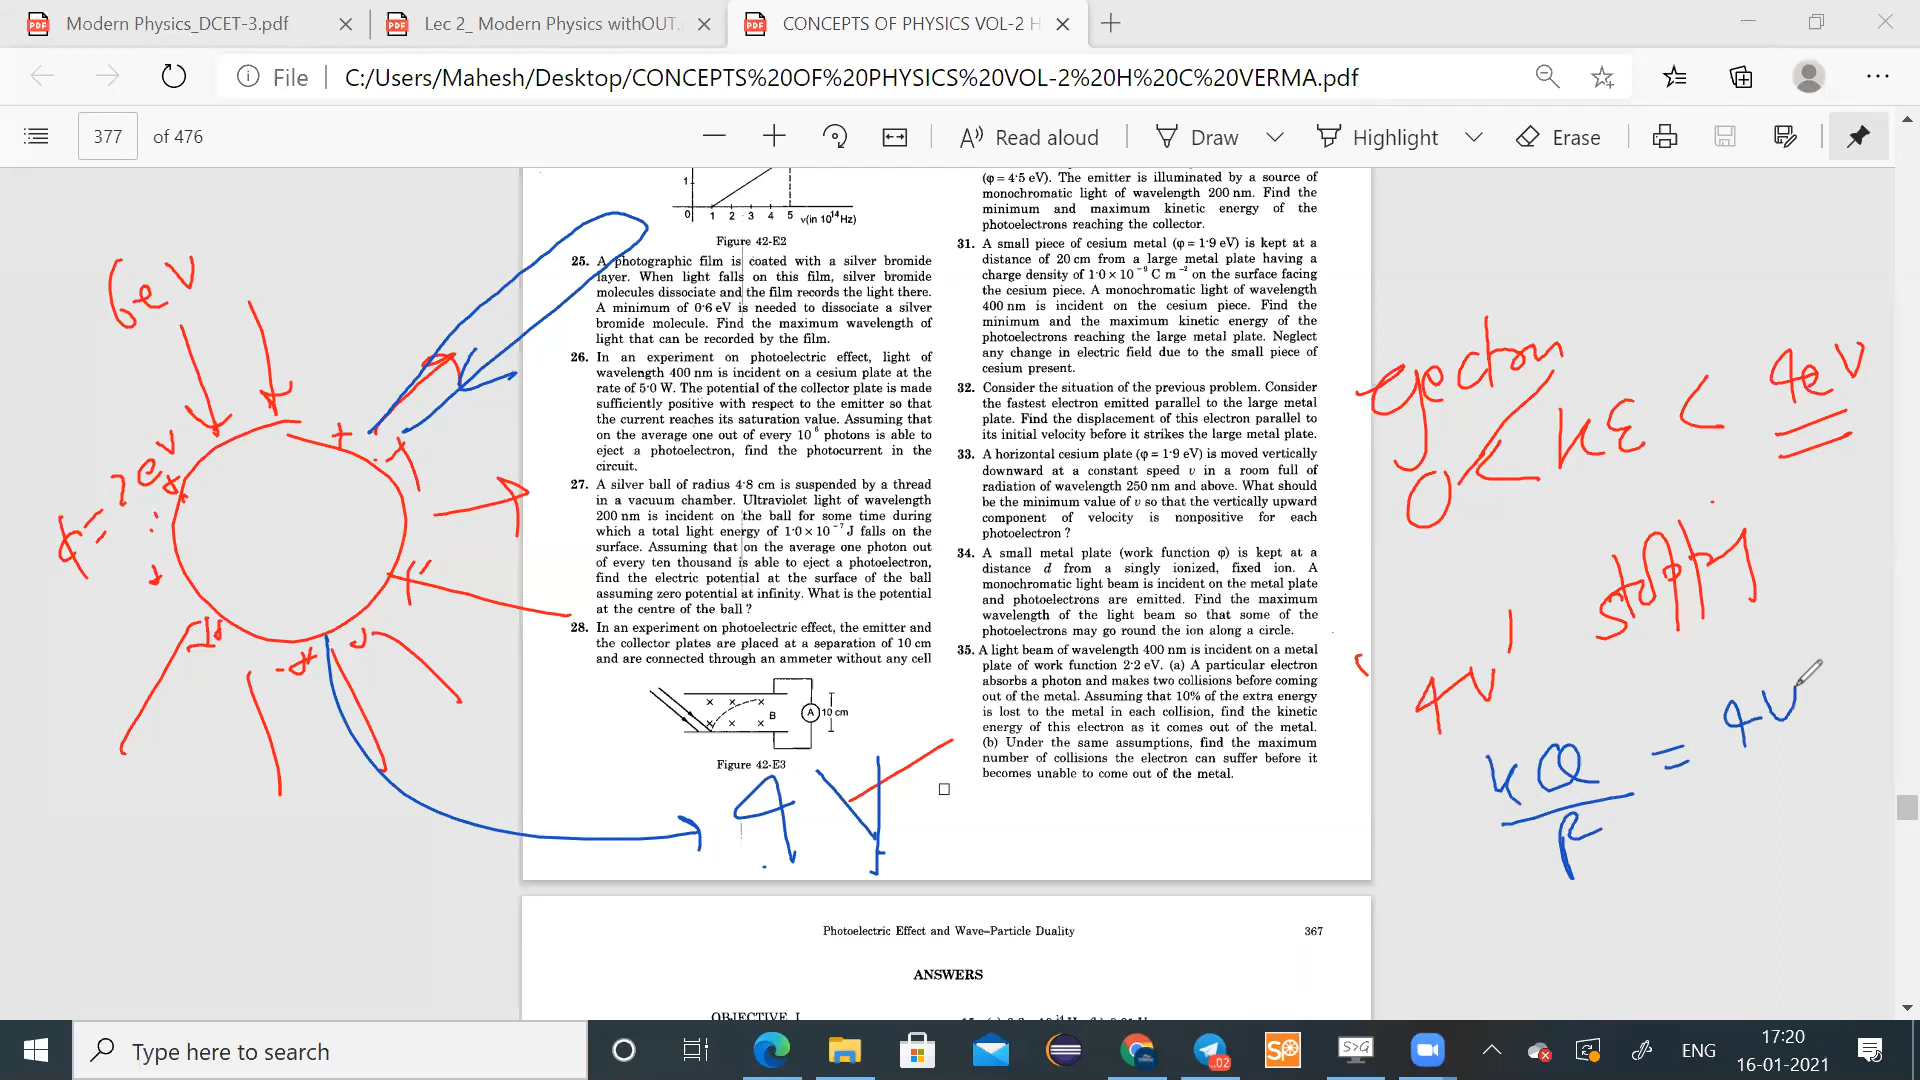 Modern Physics_DCET-3.pdf
Lec 2_ Modern Physics withOUT.
CONCEPTS OF PHYSICS VOL-2 H
File
C:/Users/Mahesh/Desktop/CONCEPTS%20OF%20PHYSICS%20VOL-2%20H%20C%20VERMA.pdf
377 of 476
Read aloud
Draw
Highlight
Erase
1
0 1 2 3 4 5 ν(in 10¹⁴Hz)
Figure 42-E2
25. A photographic film is coated with a silver bromide
layer. When light falls on this film, silver bromide
molecules dissociate and the film records the light there.
A minimum of 0·6 eV is needed to dissociate a silver
bromide molecule. Find the maximum wavelength of
light that can be recorded by the film.
26. In an experiment on photoelectric effect, light of
wavelength 400 nm is incident on a cesium plate at the
rate of 5·0 W. The potential of the collector plate is made
sufficiently positive with respect to the emitter so that
the current reaches its saturation value. Assuming that
on the average one out of every 10⁶ photons is able to
eject a photoelectron, find the photocurrent in the
circuit.
27. A silver ball of radius 4·8 cm is suspended by a thread
in a vacuum chamber. Ultraviolet light of wavelength
200 nm is incident on the ball for some time during
which a total light energy of 1·0 × 10⁻⁷ J falls on the
surface. Assuming that on the average one photon out
of every ten thousand is able to eject a photoelectron,
find the electric potential at the surface of the ball
assuming zero potential at infinity. What is the potential
at the centre of the ball ?
28. In an experiment on photoelectric effect, the emitter and
the collector plates are placed at a separation of 10 cm
and are connected through an ammeter without any cell
B
A
10 cm
Figure 42-E3
(φ = 4·5 eV). The emitter is illuminated by a source of
monochromatic light of wavelength 200 nm. Find the
minimum and maximum kinetic energy of the
photoelectrons reaching the collector.
31. A small piece of cesium metal (φ = 1·9 eV) is kept at a
distance of 20 cm from a large metal plate having a
charge density of 1·0 × 10⁻⁹ C m⁻² on the surface facing
the cesium piece. A monochromatic light of wavelength
400 nm is incident on the cesium piece. Find the
minimum and the maximum kinetic energy of the
photoelectrons reaching the large metal plate. Neglect
any change in electric field due to the small piece of
cesium present.
32. Consider the situation of the previous problem. Consider
the fastest electron emitted parallel to the large metal
plate. Find the displacement of this electron parallel to
its initial velocity before it strikes the large metal plate.
33. A horizontal cesium plate (φ = 1·9 eV) is moved vertically
downward at a constant speed v in a room full of
radiation of wavelength 250 nm and above. What should
be the minimum value of v so that the vertically upward
component of velocity is nonpositive for each
photoelectron ?
34. A small metal plate (work function φ) is kept at a
distance d from a singly ionized, fixed ion. A
monochromatic light beam is incident on the metal plate
and photoelectrons are emitted. Find the maximum
wavelength of the light beam so that some of the
photoelectrons may go round the ion along a circle.
35. A light beam of wavelength 400 nm is incident on a metal
plate of work function 2·2 eV. (a) A particular electron
absorbs a photon and makes two collisions before coming
out of the metal. Assuming that 10% of the extra energy
is lost to the metal in each collision, find the kinetic
energy of this electron as it comes out of the metal.
(b) Under the same assumptions, find the maximum
number of collisions the electron can suffer before it
becomes unable to come out of the metal.
Photoelectric Effect and Wave–Particle Duality 367
ANSWERS
OBJECTIVE I
6eV
φ = 2eV
4 V
0 < KE < 4eV
stopping
4V
KQ/r = 4V
Type here to search
ENG
17:20
16-01-2021